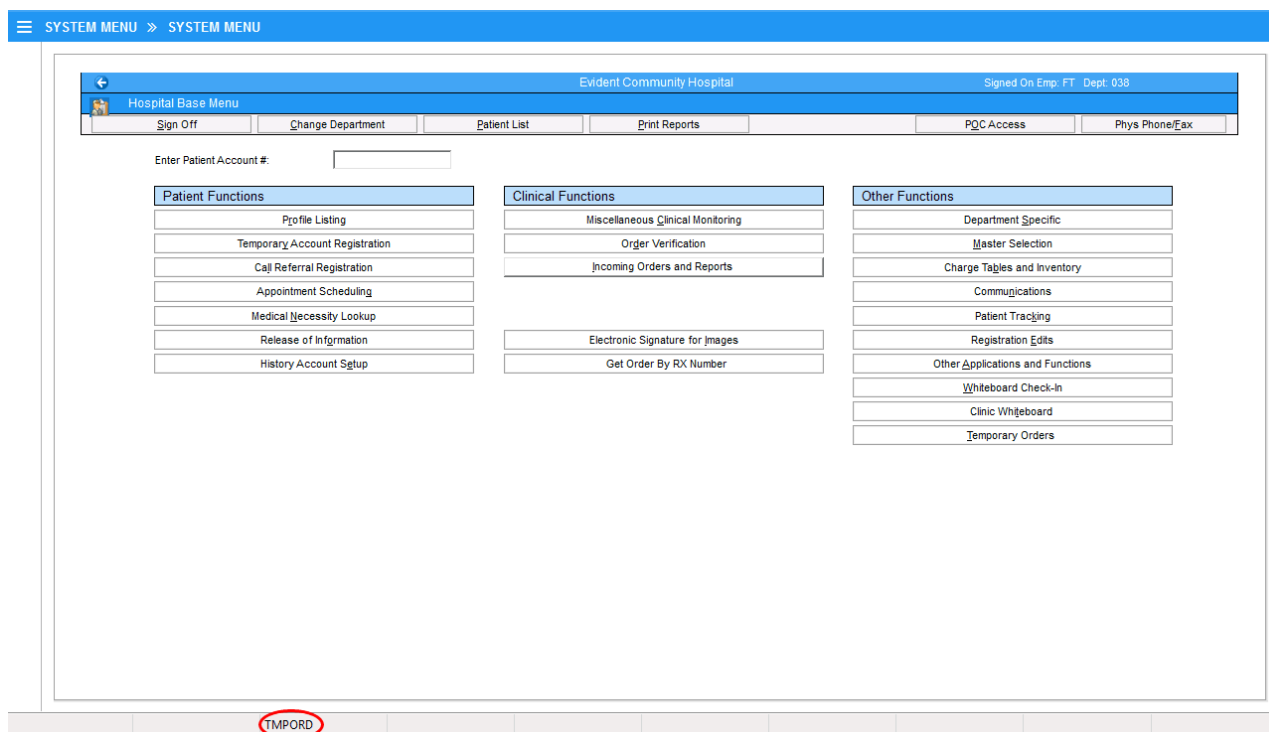 SYSTEM MENU » SYSTEM MENU
Evident Community Hospital Signed On Emp: FT Dept: 038
Hospital Base Menu
Sign Off Change Department Patient List Print Reports POC Access Phys Phone/Fax
Enter Patient Account #:
Patient Functions Clinical Functions Other Functions
Profile Listing Miscellaneous Clinical Monitoring Department Specific
Temporary Account Registration Order Verification Master Selection
Call Referral Registration Incoming Orders and Reports Charge Tables and Inventory
Appointment Scheduling Communications
Medical Necessity Lookup Patient Tracking
Release of Information Electronic Signature for Images Registration Edits
History Account Setup Get Order By RX Number Other Applications and Functions
Whiteboard Check-In
Clinic Whiteboard
Temporary Orders
TMPORD